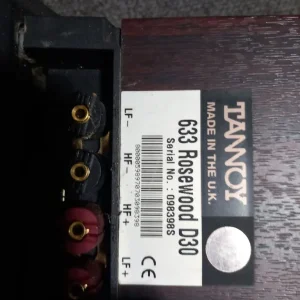 TANNOY
MADE IN THE U.K.
633 Rosewood D30
Serial No. : 098398S
CE
LF -
HF -
HF +
LF +